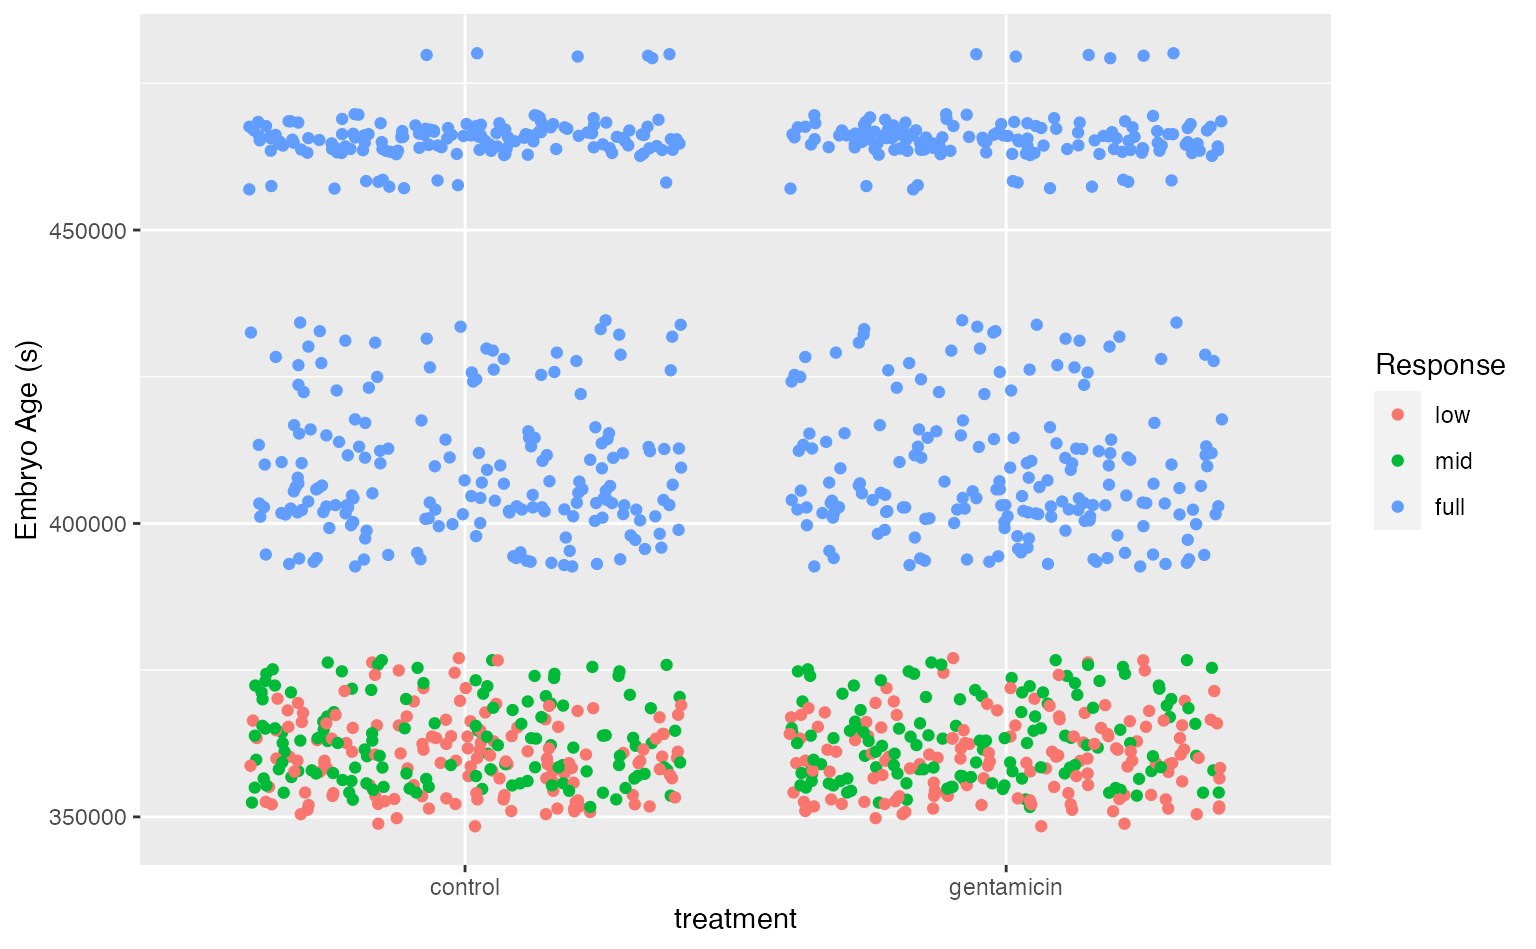 Embryo Age (s)
450000
400000
350000
control
gentamicin
treatment
Response
low
mid
full